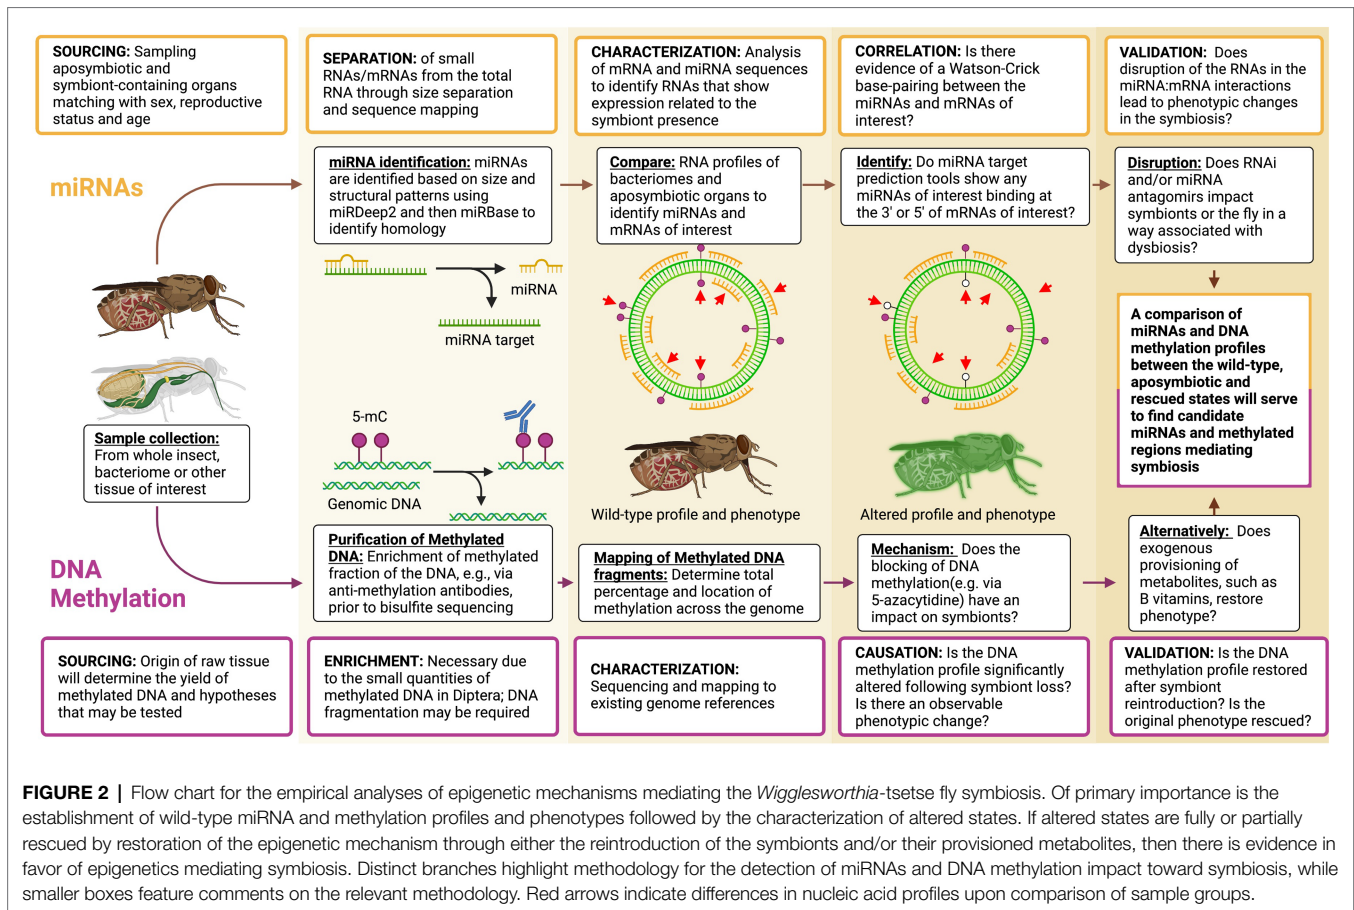 SOURCING: Sampling
aposymbiotic and
symbiont-containing organs
matching with sex, reproductive
status and age
SEPARATION: of small
RNAs/mRNAs from the total
RNA through size separation
and sequence mapping
CHARACTERIZATION: Analysis
of mRNA and miRNA sequences
to identify RNAs that show
expression related to the
symbiont presence
CORRELATION: Is there
evidence of a Watson-Crick
base-pairing between the
miRNAs and mRNAs of
interest?
VALIDATION: Does
disruption of the RNAs in the
miRNA:mRNA interactions
lead to phenotypic changes
in the symbiosis?
miRNAs
miRNA identification: miRNAs
are identified based on size and
structural patterns using
miRDeep2 and then miRBase to
identify homology
Compare: RNA profiles of
bacteriomes and
aposymbiotic organs to
identify miRNAs and
mRNAs of interest
Identify: Do miRNA target
prediction tools show any
miRNAs of interest binding at
the 3' or 5' of mRNAs of interest?
Disruption: Does RNAi
and/or miRNA
antagomirs impact
symbionts or the fly in a
way associated with
dysbiosis?
miRNA
miRNA target
A comparison of
miRNAs and DNA
methylation profiles
between the wild-type,
aposymbiotic and
rescued states will serve
to find candidate
miRNAs and methylated
regions mediating
symbiosis
Sample collection:
From whole insect,
bacteriome or other
tissue of interest
5-mC
Genomic DNA
Wild-type profile and phenotype
Altered profile and phenotype
DNA
Methylation
Purification of Methylated
DNA: Enrichment of methylated
fraction of the DNA, e.g., via
anti-methylation antibodies,
prior to bisulfite sequencing
Mapping of Methylated DNA
fragments: Determine total
percentage and location of
methylation across the genome
Mechanism: Does the
blocking of DNA
methylation(e.g. via
5-azacytidine) have an
impact on symbionts?
Alternatively: Does
exogenous
provisioning of
metabolites, such as
B vitamins, restore
phenotype?
SOURCING: Origin of raw tissue
will determine the yield of
methylated DNA and hypotheses
that may be tested
ENRICHMENT: Necessary due
to the small quantities of
methylated DNA in Diptera; DNA
fragmentation may be required
CHARACTERIZATION:
Sequencing and mapping to
existing genome references
CAUSATION: Is the DNA
methylation profile significantly
altered following symbiont loss?
Is there an observable
phenotypic change?
VALIDATION: Is the DNA
methylation profile restored
after symbiont
reintroduction? Is the
original phenotype rescued?
FIGURE 2 | Flow chart for the empirical analyses of epigenetic mechanisms mediating the Wigglesworthia-tsetse fly symbiosis. Of primary importance is the
establishment of wild-type miRNA and methylation profiles and phenotypes followed by the characterization of altered states. If altered states are fully or partially
rescued by restoration of the epigenetic mechanism through either the reintroduction of the symbionts and/or their provisioned metabolites, then there is evidence in
favor of epigenetics mediating symbiosis. Distinct branches highlight methodology for the detection of miRNAs and DNA methylation impact toward symbiosis, while
smaller boxes feature comments on the relevant methodology. Red arrows indicate differences in nucleic acid profiles upon comparison of sample groups.